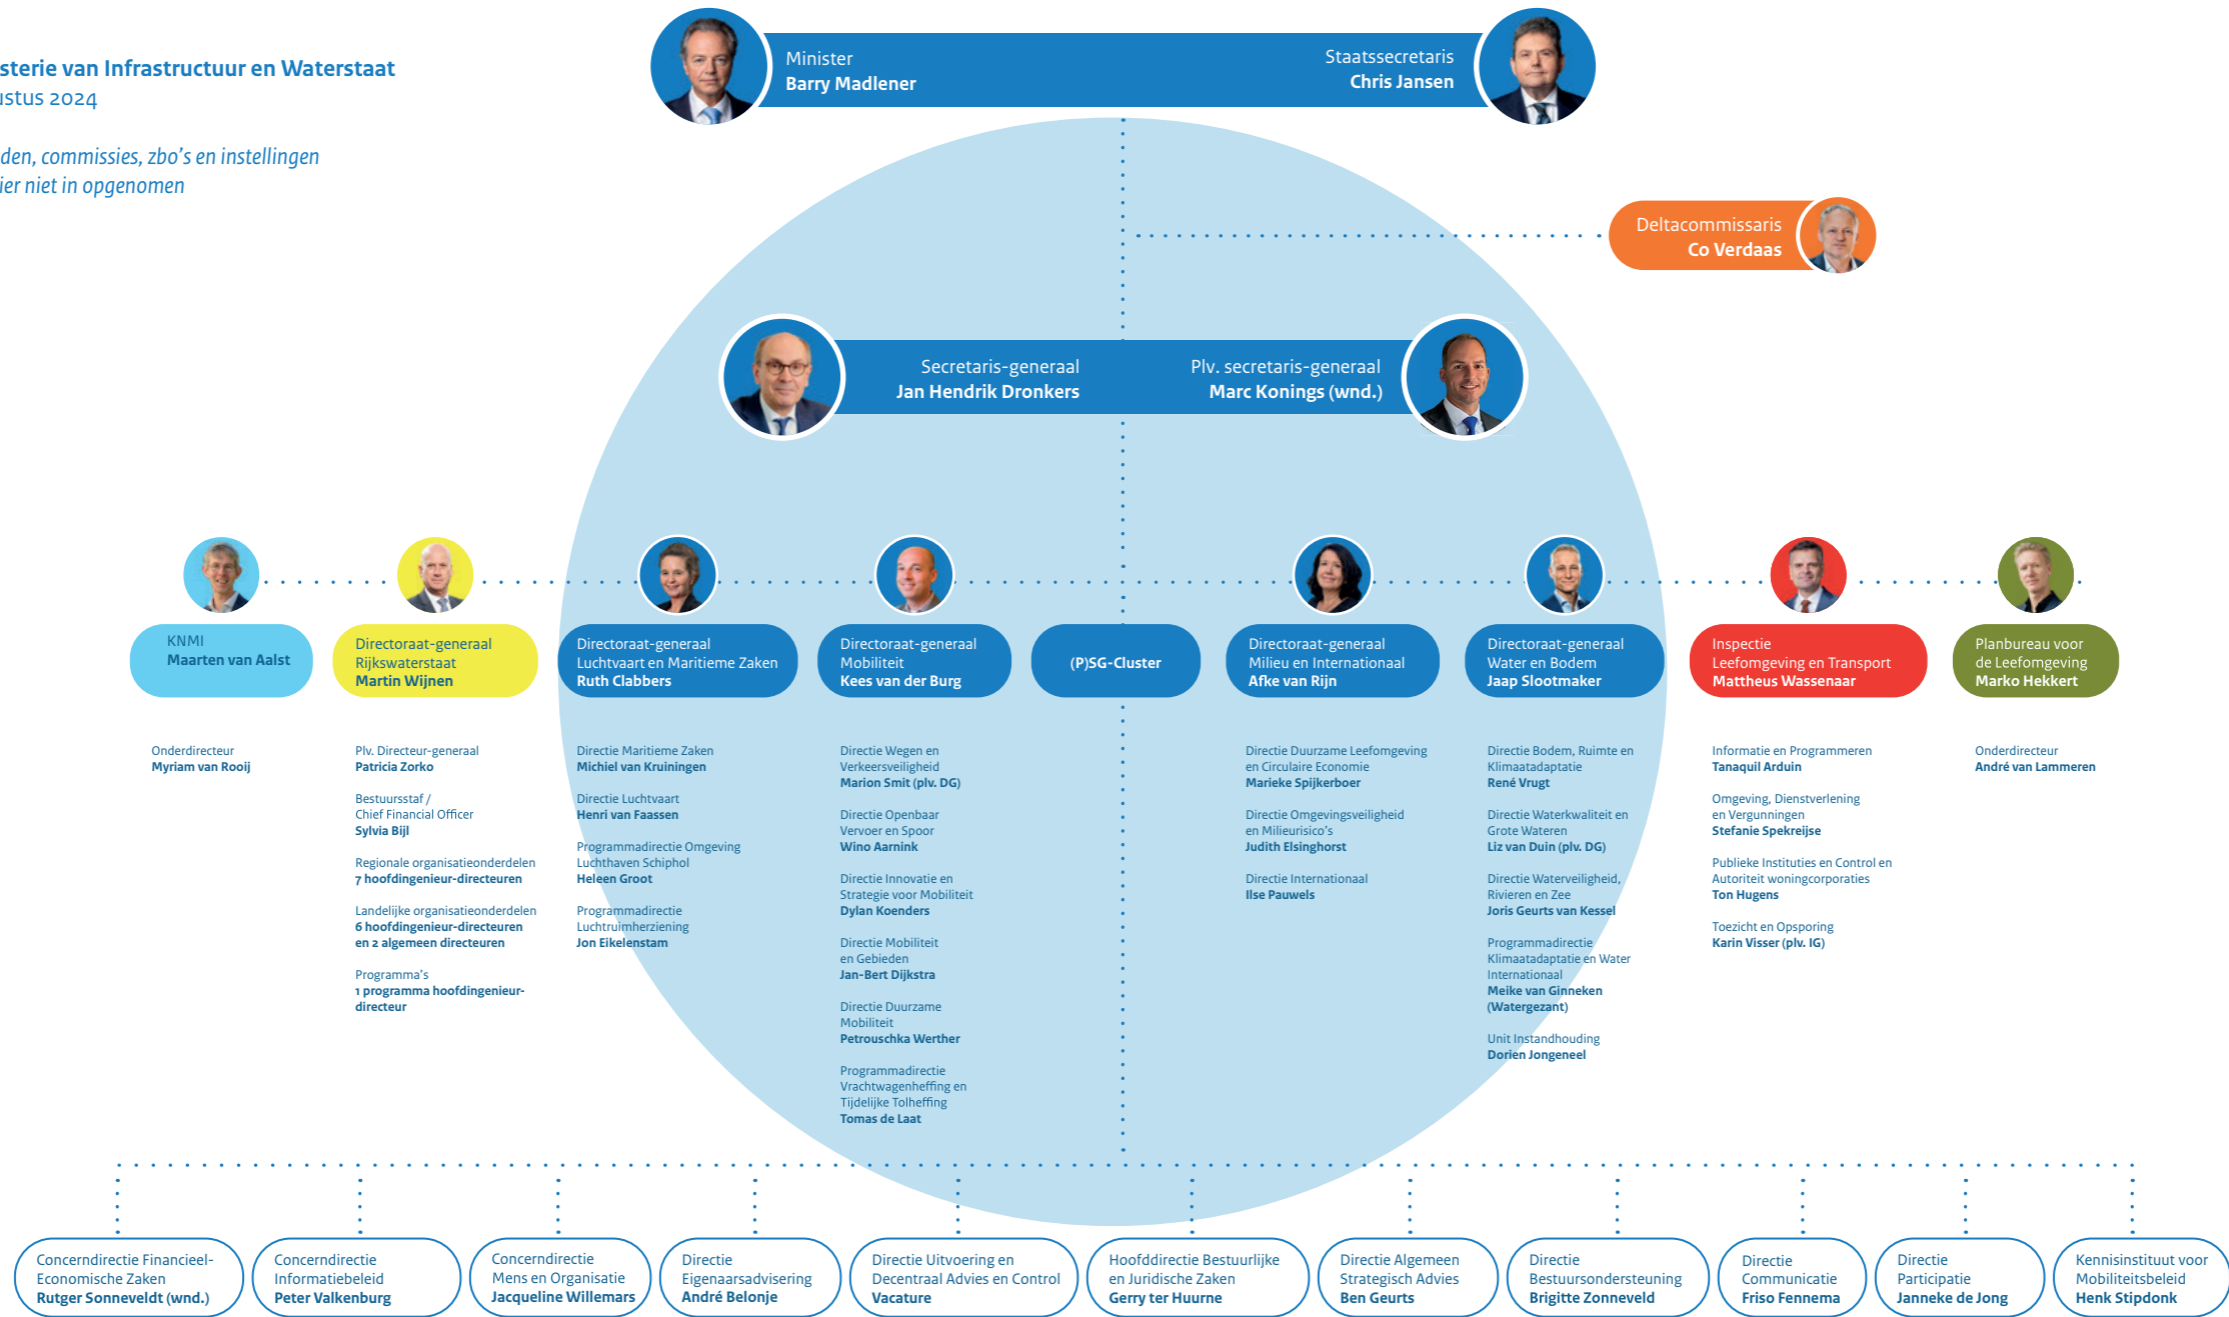 sterie van Infrastructuur en Waterstaat
ustus 2024
den, commissies, zbo's en instellingen
ier niet in opgenomen
Minister
Barry Madlener
Staatssecretaris
Chris Jansen
Deltacommissaris
Co Verdaas
Secretaris-generaal
Jan Hendrik Dronkers
Plv. secretaris-generaal
Marc Konings (wnd.)
KNMI
Maarten van Aalst
Onderdirecteur
Myriam van Rooij
Directoraat-generaal
Rijkswaterstaat
Martin Wijnen
Plv. Directeur-generaal
Patricia Zorko
Bestuursstaf /
Chief Financial Officer
Sylvia Bijl
Regionale organisatieonderdelen
7 hoofdingenieur-directeuren
Landelijke organisatieonderdelen
6 hoofdingenieur-directeuren
en 2 algemeen directeuren
Programma's
1 programma hoofdingenieur-
directeur
Directoraat-generaal
Luchtvaart en Maritieme Zaken
Ruth Clabbers
Directie Maritieme Zaken
Michiel van Kruiningen
Directie Luchtvaart
Henri van Faassen
Programmadirectie Omgeving
Luchthaven Schiphol
Heleen Groot
Programmadirectie
Luchtruimherziening
Jon Eikelenstam
Directoraat-generaal
Mobiliteit
Kees van der Burg
Directie Wegen en
Verkeersveiligheid
Marion Smit (plv. DG)
Directie Openbaar
Vervoer en Spoor
Wino Aarnink
Directie Innovatie en
Strategie voor Mobiliteit
Dylan Koenders
Directie Mobiliteit
en Gebieden
Jan-Bert Dijkstra
Directie Duurzame
Mobiliteit
Petrouschka Werther
Programmadirectie
Vrachtwagenheffing en
Tijdelijke Tolheffing
Tomas de Laat
(P)SG-Cluster
Directoraat-generaal
Milieu en Internationaal
Afke van Rijn
Directie Duurzame Leefomgeving
en Circulaire Economie
Marieke Spijkerboer
Directie Omgevingsveiligheid
en Milieurisico's
Judith Elsinghorst
Directie Internationaal
Ilse Pauwels
Directoraat-generaal
Water en Bodem
Jaap Slootmaker
Directie Bodem, Ruimte en
Klimaatadaptatie
René Vrugt
Directie Waterkwaliteit en
Grote Wateren
Liz van Duin (plv. DG)
Directie Waterveiligheid,
Rivieren en Zee
Joris Geurts van Kessel
Programmadirectie
Klimaatadaptatie en Water
Internationaal
Meike van Ginneken
(Watergezant)
Unit Instandhouding
Dorien Jongeneel
Inspectie
Leefomgeving en Transport
Mattheus Wassenaar
Informatie en Programmeren
Tanaquil Arduin
Omgeving, Dienstverlening
en Vergunningen
Stefanie Spekreijse
Publieke Instituties en Control en
Autoriteit woningcorporaties
Ton Hugens
Toezicht en Opsporing
Karin Visser (plv. IG)
Planbureau voor
de Leefomgeving
Marko Hekkert
Onderdirecteur
André van Lammeren
Concerndirectie Financieel-
Economische Zaken
Rutger Sonneveldt (wnd.)
Concerndirectie
Informatiebeleid
Peter Valkenburg
Concerndirectie
Mens en Organisatie
Jacqueline Willemars
Directie
Eigenaarsadvisering
André Belonje
Directie Uitvoering en
Decentraal Advies en Control
Vacature
Hoofddirectie Bestuurlijke
en Juridische Zaken
Gerry ter Huurne
Directie Algemeen
Strategisch Advies
Ben Geurts
Directie
Bestuursondersteuning
Brigitte Zonneveld
Directie
Communicatie
Friso Fennema
Directie
Participatie
Janneke de Jong
Kennisinstituut voor
Mobiliteitsbeleid
Henk Stipdonk